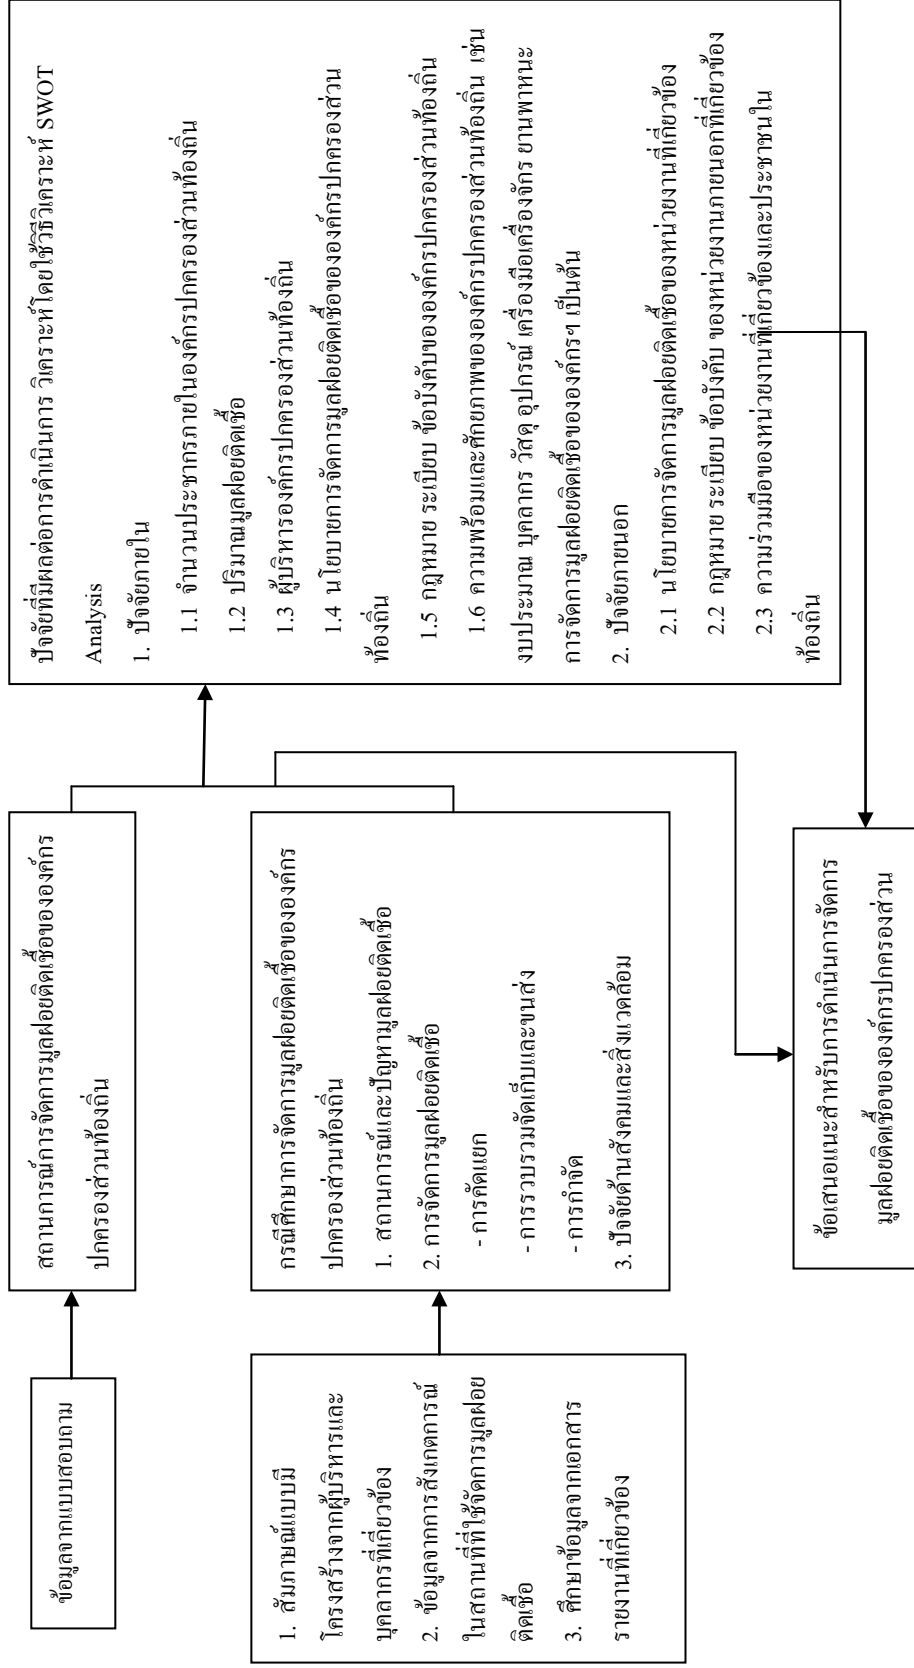 ข้อมูลจากแบบสอบถาม
1. สัมภาษณ์แบบมี
โครงสร้างจากผู้บริหารและ
บุคลากรที่เกี่ยวข้อง
2. ข้อมูลจากการสังเกตการณ์
ในสถานที่ที่ใช้จัดการมูลฝอย
ติดเชื้อ
3. ศึกษาข้อมูลจากเอกสาร
รายงานที่เกี่ยวข้อง
สถานการณ์การจัดการมูลฝอยติดเชื้อขององค์กร
ปกครองส่วนท้องถิ่น
กรณีศึกษาการจัดการมูลฝอยติดเชื้อขององค์กร
ปกครองส่วนท้องถิ่น
1. สถานการณ์และปัญหามูลฝอยติดเชื้อ
2. การจัดการมูลฝอยติดเชื้อ
- การคัดแยก
- การรวบรวมจัดเก็บและขนส่ง
- การกำจัด
3. ปัจจัยด้านสังคมและสิ่งแวดล้อม
ข้อเสนอแนะสำหรับการดำเนินการจัดการ
มูลฝอยติดเชื้อขององค์กรปกครองส่วน
ปัจจัยที่มีผลต่อการดำเนินการ วิเคราะห์โดยใช้วิธีวิเคราะห์ SWOT
Analysis
1. ปัจจัยภายใน
1.1 จำนวนประชากรภายในองค์กรปกครองส่วนท้องถิ่น
1.2 ปริมาณมูลฝอยติดเชื้อ
1.3 ผู้บริหารองค์กรปกครองส่วนท้องถิ่น
1.4 นโยบายการจัดการมูลฝอยติดเชื้อขององค์กรปกครองส่วน
ท้องถิ่น
1.5 กฎหมาย ระเบียบ ข้อบังคับขององค์กรปกครองส่วนท้องถิ่น
1.6 ความพร้อมและศักยภาพขององค์กรปกครองส่วนท้องถิ่น เช่น
งบประมาณ บุคลากร วัสดุ อุปกรณ์ เครื่องมือเครื่องจักร ยานพาหนะ
การจัดการมูลฝอยติดเชื้อขององค์กรฯ เป็นต้น
2. ปัจจัยภายนอก
2.1 นโยบายการจัดการมูลฝอยติดเชื้อของหน่วยงานที่เกี่ยวข้อง
2.2 กฎหมาย ระเบียบ ข้อบังคับ ของหน่วยงานภายนอกที่เกี่ยวข้อง
2.3 ความร่วมมือของหน่วยงานที่เกี่ยวข้องและประชาชนใน
ท้องถิ่น